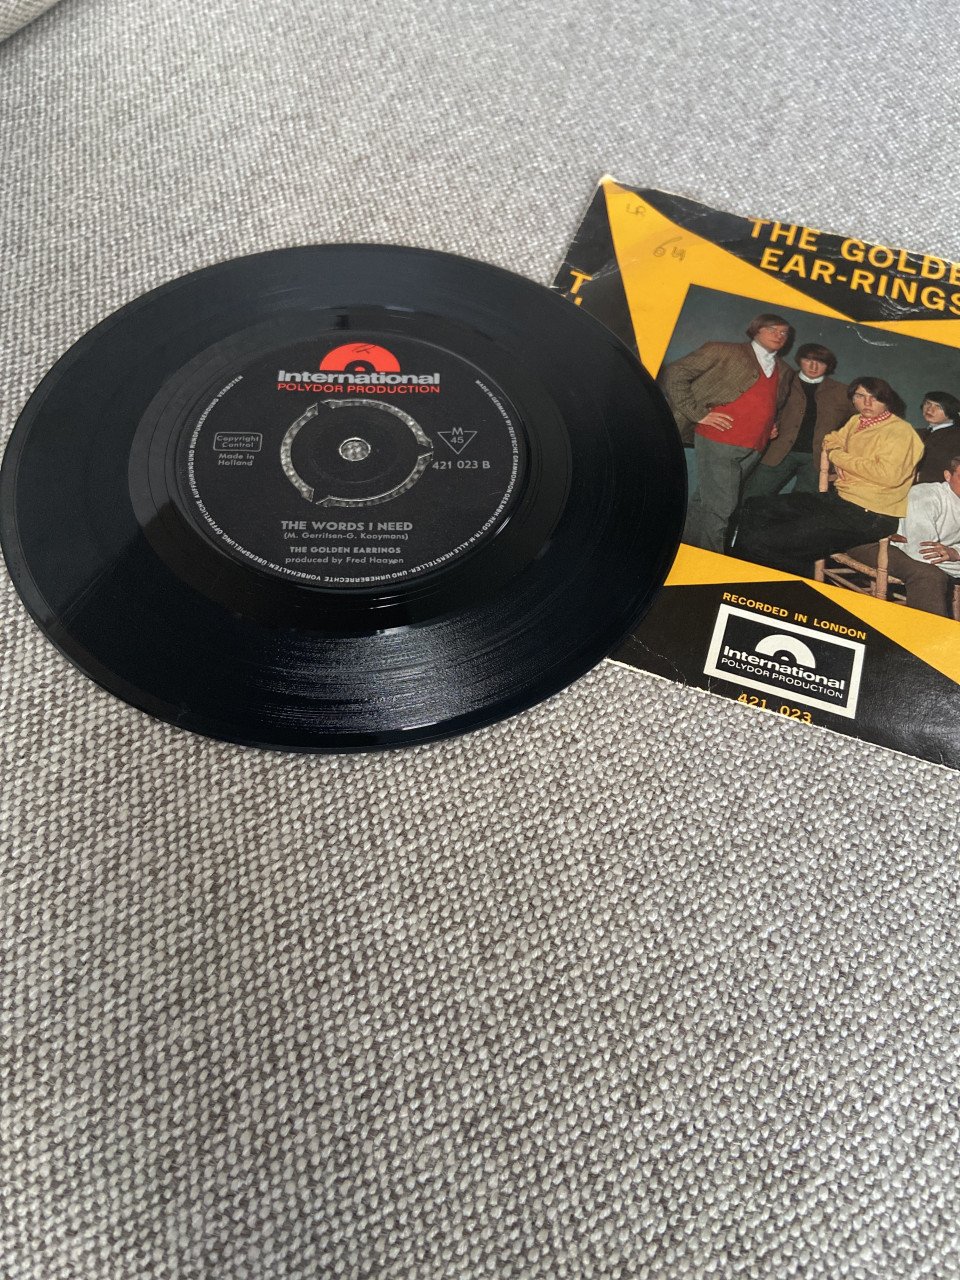 International
POLYDOR PRODUCTION
Copyright
Control
Made in
Holland
M
45
421 023 B
THE WORDS I NEED
(M. Gerritsen-G. Kooymans)
THE GOLDEN EARRINGS
produced by Fred Haayen
64
THE GOLDE
EAR-RINGS
RECORDED IN LONDON
International
POLYDOR PRODUCTION
421 023